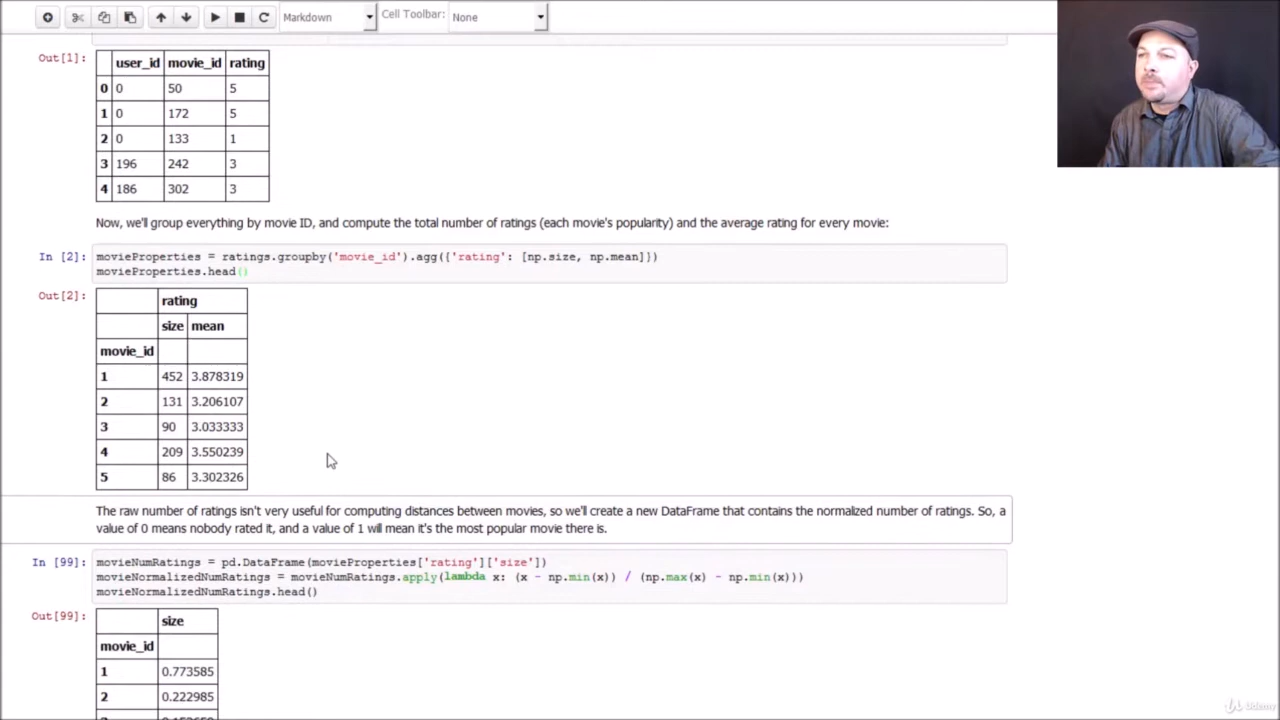 Markdown
Cell Toolbar:
None
Out[1]:
user_id movie_id rating
0 0 50 5
1 0 172 5
2 0 133 1
3 196 242 3
4 186 302 3
Now, we'll group everything by movie ID, and compute the total number of ratings (each movie's popularity) and the average rating for every movie:
In [2]:
movieProperties = ratings.groupby('movie_id').agg({'rating': [np.size, np.mean]})
movieProperties.head()
Out[2]:
rating
size mean
movie_id
1 452 3.878319
2 131 3.206107
3 90 3.033333
4 209 3.550239
5 86 3.302326
The raw number of ratings isn't very useful for computing distances between movies, so we'll create a new DataFrame that contains the normalized number of ratings. So, a
value of 0 means nobody rated it, and a value of 1 will mean it's the most popular movie there is.
In [99]:
movieNumRatings = pd.DataFrame(movieProperties['rating']['size'])
movieNormalizedNumRatings = movieNumRatings.apply(lambda x: (x - np.min(x)) / (np.max(x) - np.min(x)))
movieNormalizedNumRatings.head()
Out[99]:
size
movie_id
1 0.773585
2 0.222985
Udemy